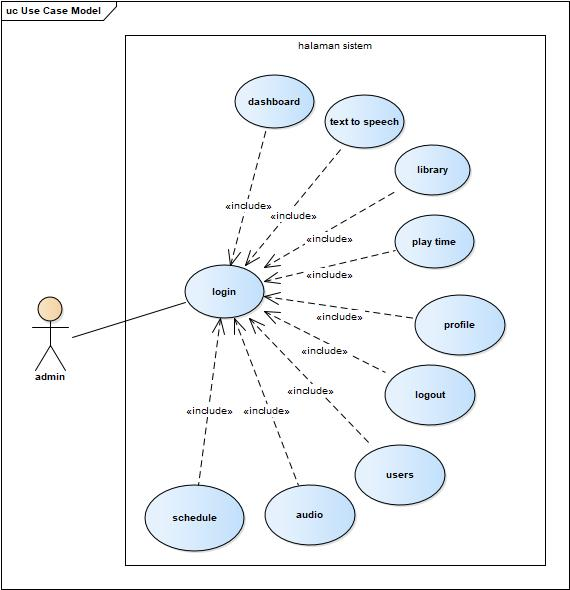 uc Use Case Model
halaman sistem
dashboard
text to speech
library
«include»
«include»
«include»
play time
«include»
login
«include»
profile
admin
«include»
logout
«include»
«include»
«include»
users
schedule
audio